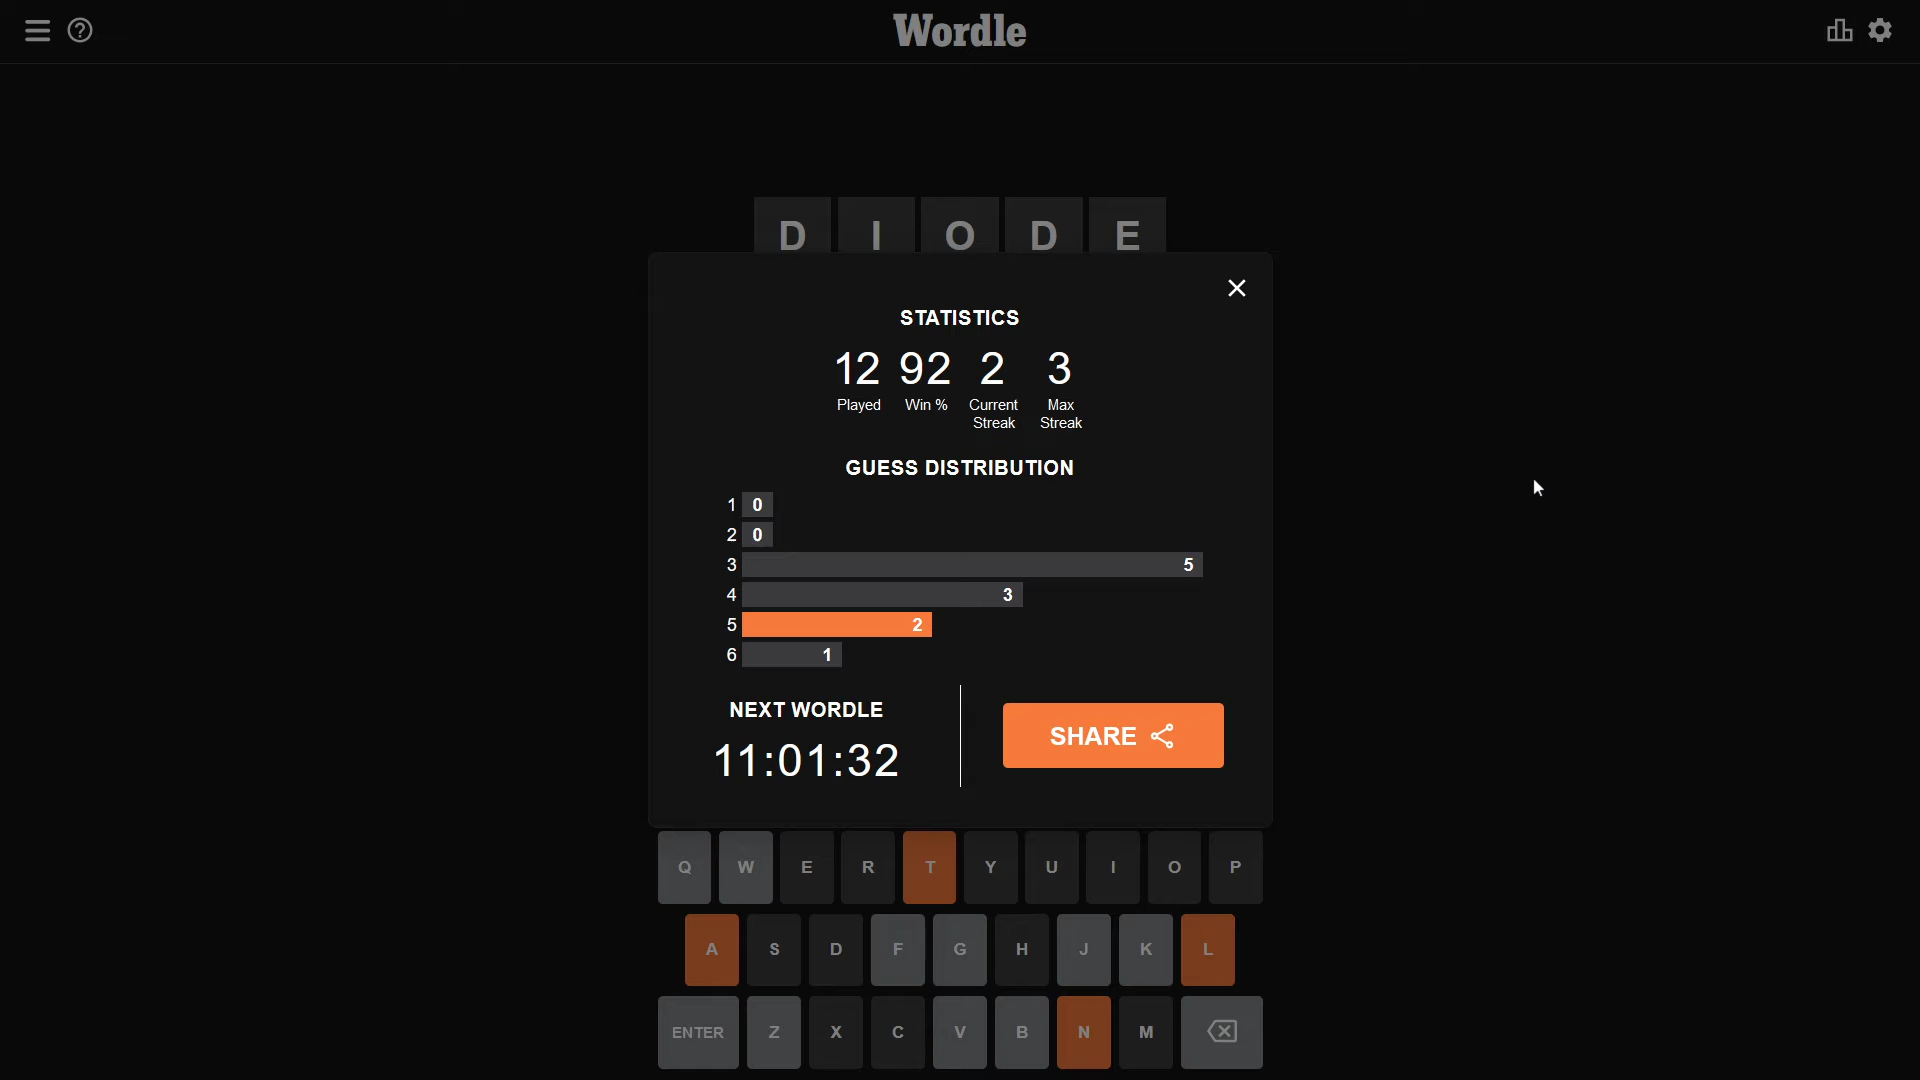 Wordle
D I O D E
STATISTICS
12 92 2 3
Played Win % Current Streak Max Streak
GUESS DISTRIBUTION
1 0
2 0
3 5
4 3
5 2
6 1
NEXT WORDLE
11:01:32
SHARE
Q W E R T Y U I O P
A S D F G H J K L
ENTER Z X C V B N M